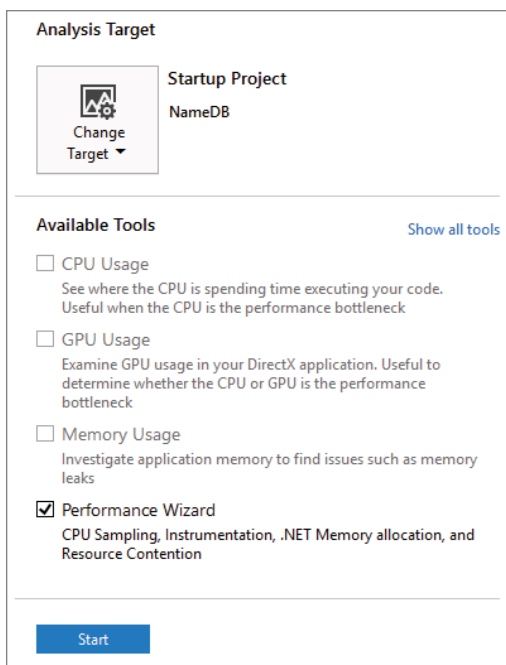 Analysis Target
Startup Project
NameDB
Change
Target
Available Tools
Show all tools
CPU Usage
See where the CPU is spending time executing your code.
Useful when the CPU is the performance bottleneck
GPU Usage
Examine GPU usage in your DirectX application. Useful to
determine whether the CPU or GPU is the performance
bottleneck
Memory Usage
Investigate application memory to find issues such as memory
leaks
Performance Wizard
CPU Sampling, Instrumentation, .NET Memory allocation, and
Resource Contention
Start